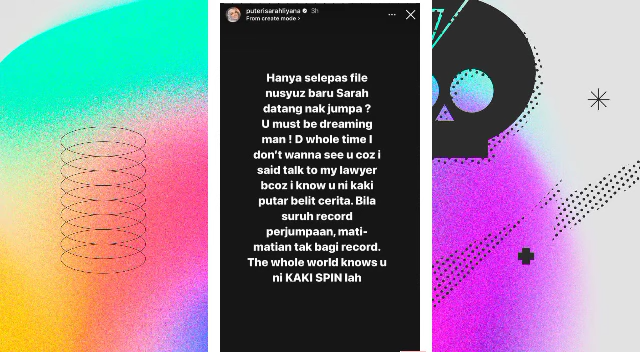 puterisarahliyana 3h
From create mode >
Hanya selepas file
nusyuz baru Sarah
datang nak jumpa ?
U must be dreaming
man ! D whole time I
don't wanna see u coz i
said talk to my lawyer
bcoz i know u ni kaki
putar belit cerita. Bila
suruh record
perjumpaan, mati-
matian tak bagi record.
The whole world knows u
ni KAKI SPIN lah